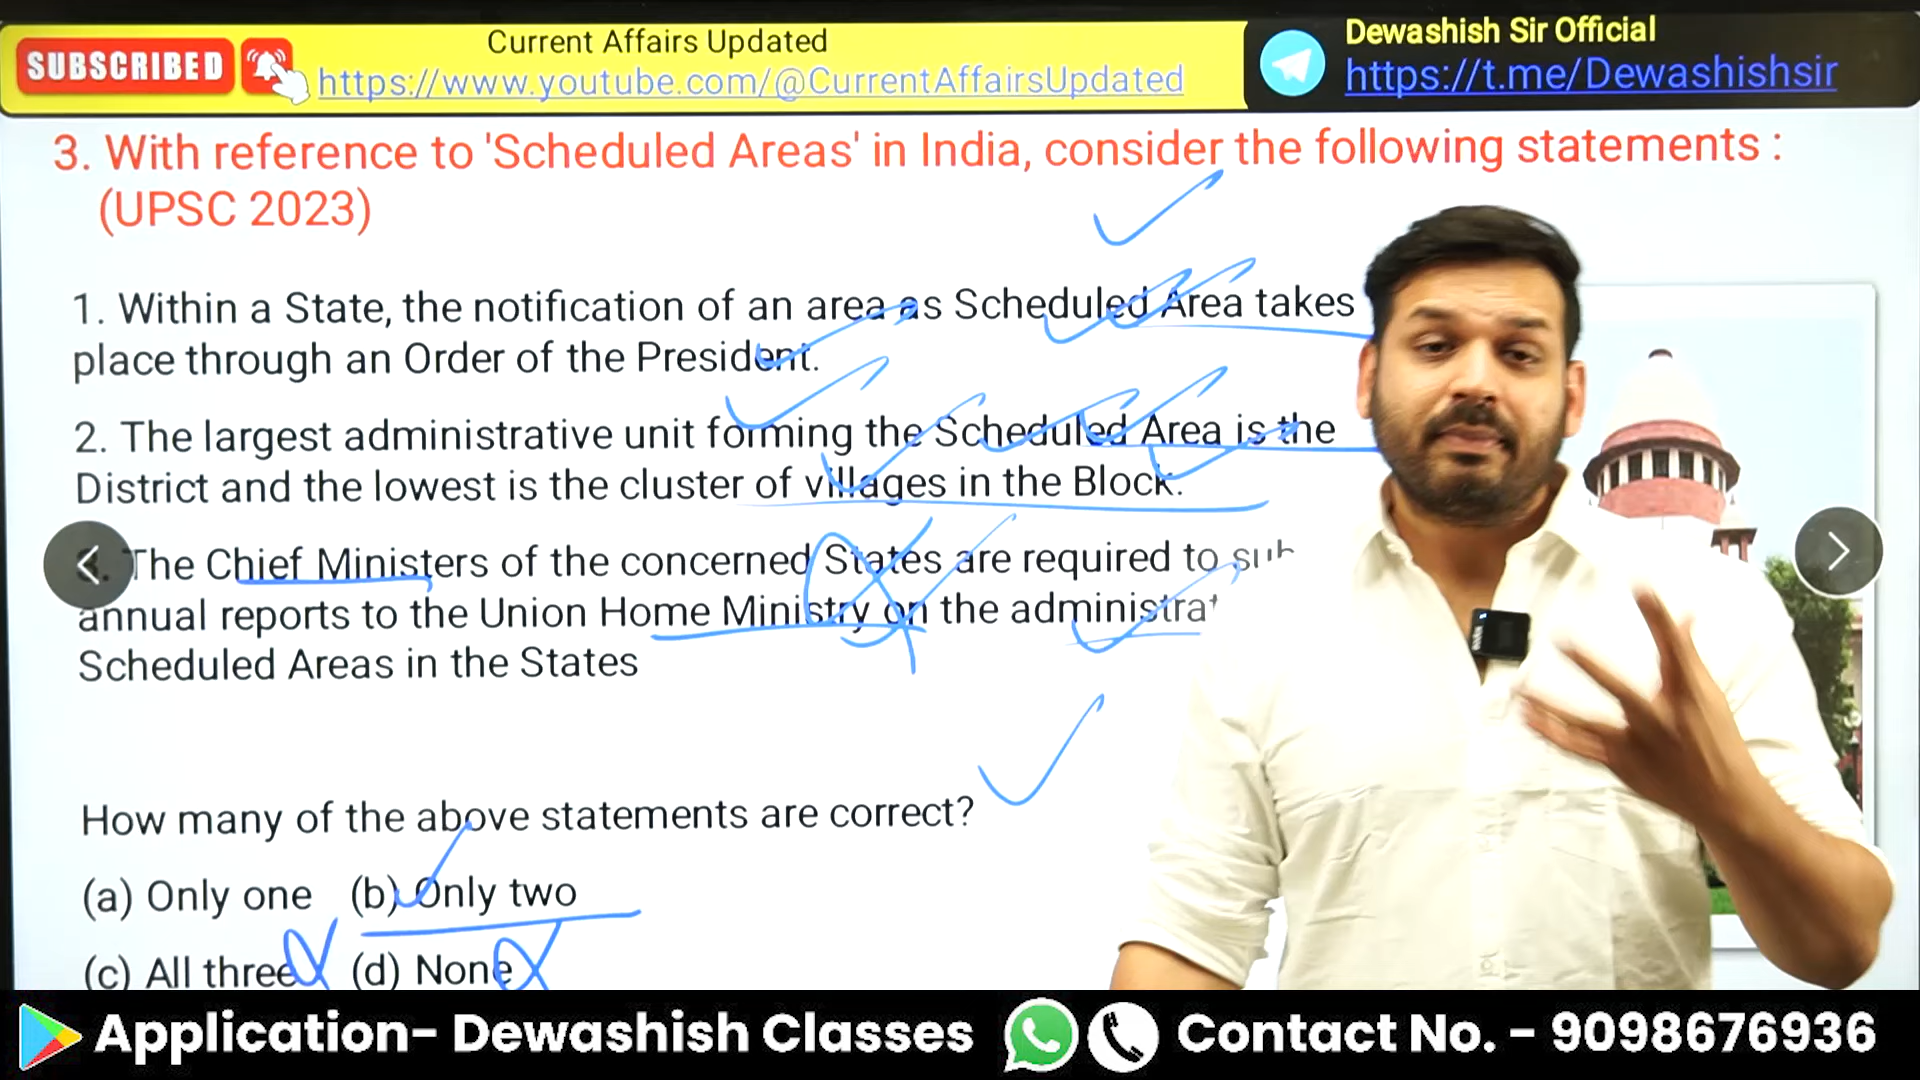 SUBSCRIBED
Current Affairs Updated
https://www.youtube.com/@CurrentAffairsUpdated
Dewashish Sir Official
https://t.me/Dewashishsir
3. With reference to 'Scheduled Areas' in India, consider the following statements :
(UPSC 2023)
1. Within a State, the notification of an area as Scheduled Area takes
place through an Order of the President.
2. The largest administrative unit forming the Scheduled Area is the
District and the lowest is the cluster of villages in the Block.
The Chief Ministers of the concerned States are required to
annual reports to the Union Home Ministry on the
Scheduled Areas in the States
How many of the above statements are correct?
(a) Only one (b) Only two
(c) All three (d) None
Application- Dewashish Classes
Contact No. - 9098676936